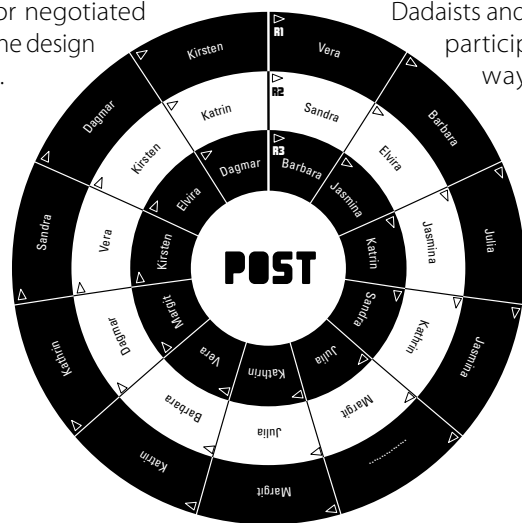 or negotiated
ne design
.
Dadaists and
particip
way
R1
Vera
Barbara
Julia
Jasmina
..............
Margit
Katrin
Kathrin
Sandra
Dagmar
Kirsten
R2
Sandra
Elvira
Jasmina
Kathrin
Margit
Julia
Barbara
Dagmar
Vera
Kirsten
Katrin
R3
Barbara
Jasmina
Katrin
Sandra
Julia
Kathrin
Vera
Margit
Kirsten
Elvira
Dagmar
POST